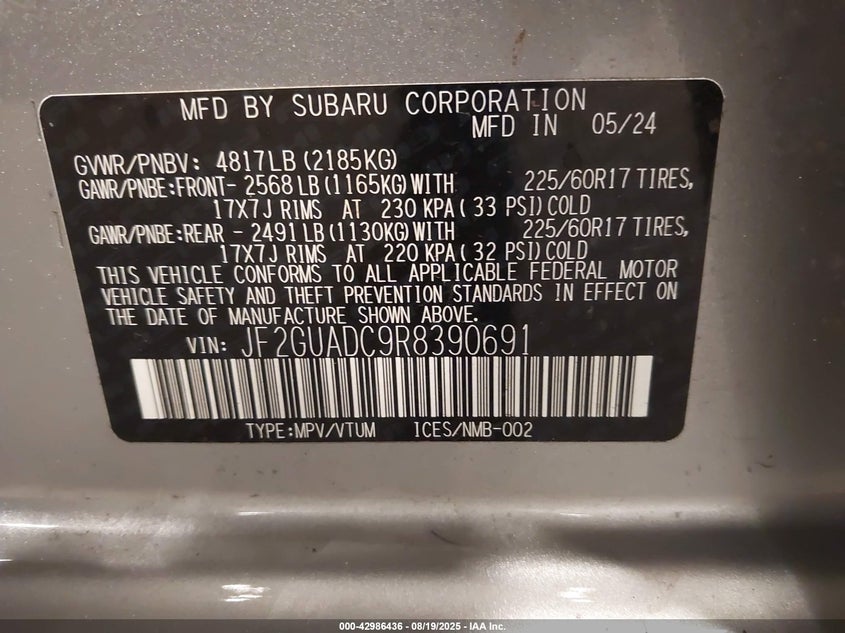 MFD BY SUBARU CORPORATION
MFD IN 05/24
GVWR/PNBV: 4817LB (2185KG)
GAWR/PNBE:FRONT- 2568LB (1165KG) WITH 225/60R17 TIRES,
17X7J RIMS AT 230 KPA( 33 PSI) COLD
GAWR/PNBE:REAR - 2491LB (1130KG) WITH 225/60R17 TIRES,
17X7J RIMS AT 220 KPA( 32 PSI) COLD
THIS VEHICLE CONFORMS TO ALL APPLICABLE FEDERAL MOTOR
VEHICLE SAFETY AND THEFT PREVENTION STANDARDS IN EFFECT ON
THE DATE OF MANUFACTURE SHOWN ABOVE.
VIN: JF2GUADC9R8390691
TYPE:MPV/VTUM ICES/NMB-002
000-42986436 - 08/19/2025 - IAA Inc.